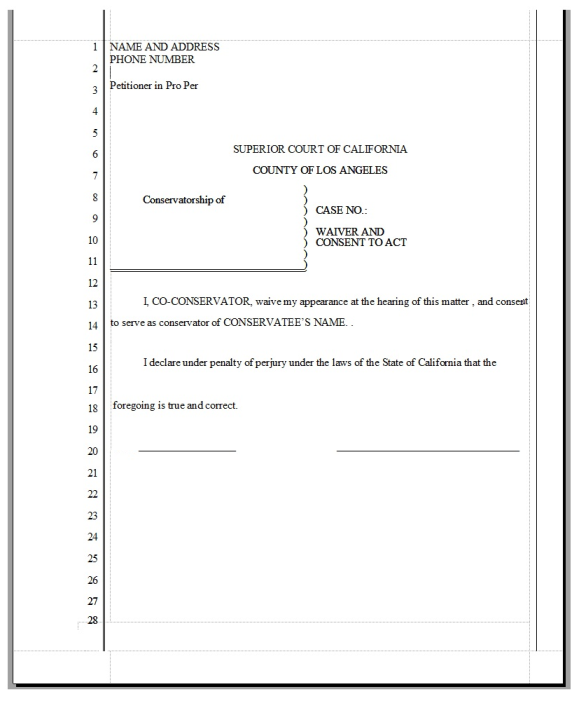 1 NAME AND ADDRESS
PHONE NUMBER
2
3 Petitioner in Pro Per
4
5
6 SUPERIOR COURT OF CALIFORNIA
7 COUNTY OF LOS ANGELES
8 Conservatorship of )
) CASE NO.:
9 )
10 ) WAIVER AND
) CONSENT TO ACT
11 )
12
13 I, CO-CONSERVATOR, waive my appearance at the hearing of this matter , and consent
14 to serve as conservator of CONSERVATEE'S NAME. .
15
16 I declare under penalty of perjury under the laws of the State of California that the
17
18 foregoing is true and correct.
19
20
21
22
23
24
25
26
27
28